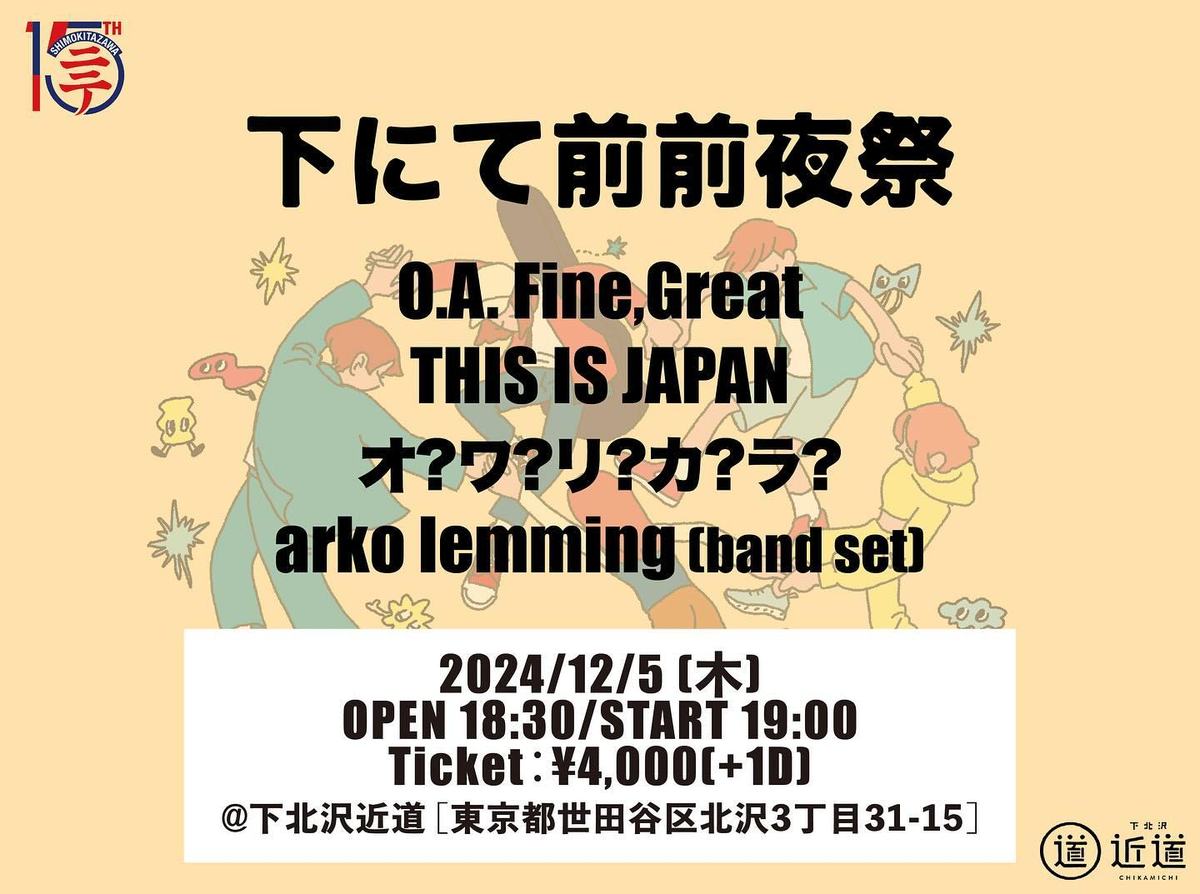 15TH
SHIMOKITAZAWA
下にて前前夜祭
O.A. Fine,Great
THIS IS JAPAN
オ?ワ?リ?カ?ラ?
arko lemming (band set)
2024/12/5 (木)
OPEN 18:30/START 19:00
Ticket:¥4,000(+1D)
@下北沢近道[東京都世田谷区北沢3丁目31-15]
下北沢
道 近道
CHIKAMICHI